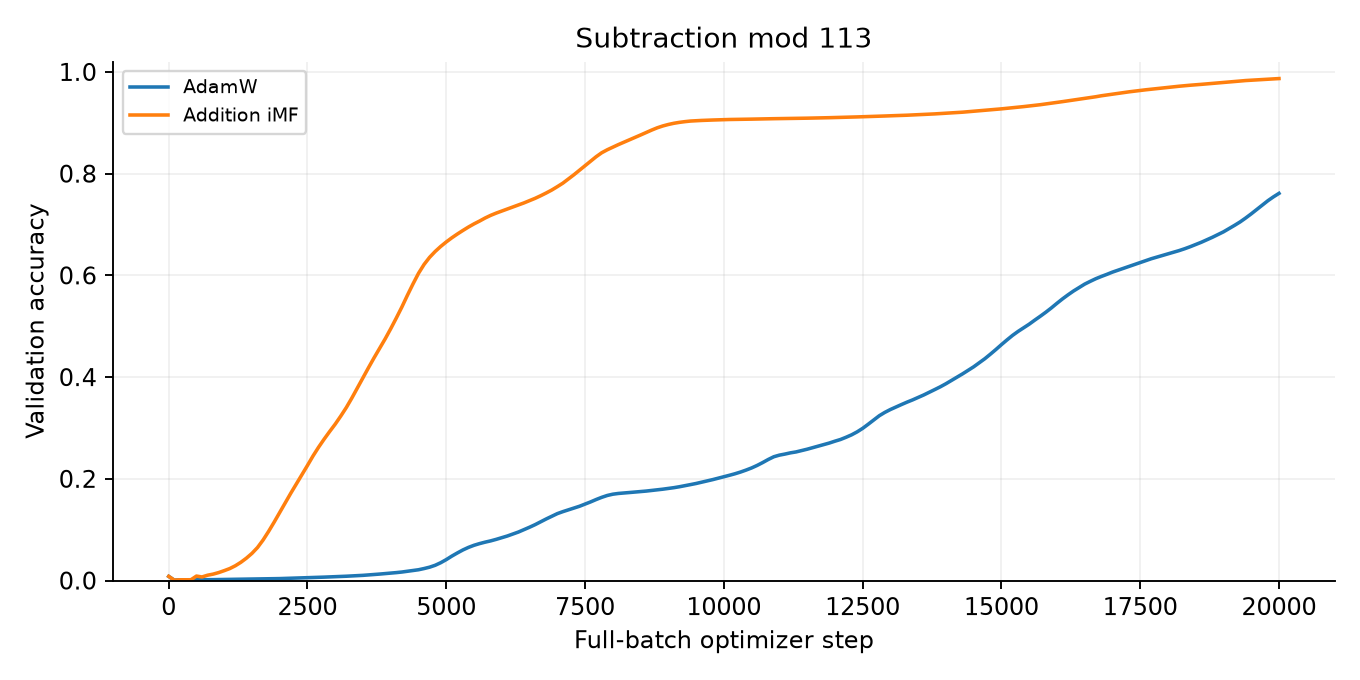 Subtraction mod 113
AdamW
Addition iMF
Validation accuracy
1.0
0.8
0.6
0.4
0.2
0.0
0 2500 5000 7500 10000 12500 15000 17500 20000
Full-batch optimizer step